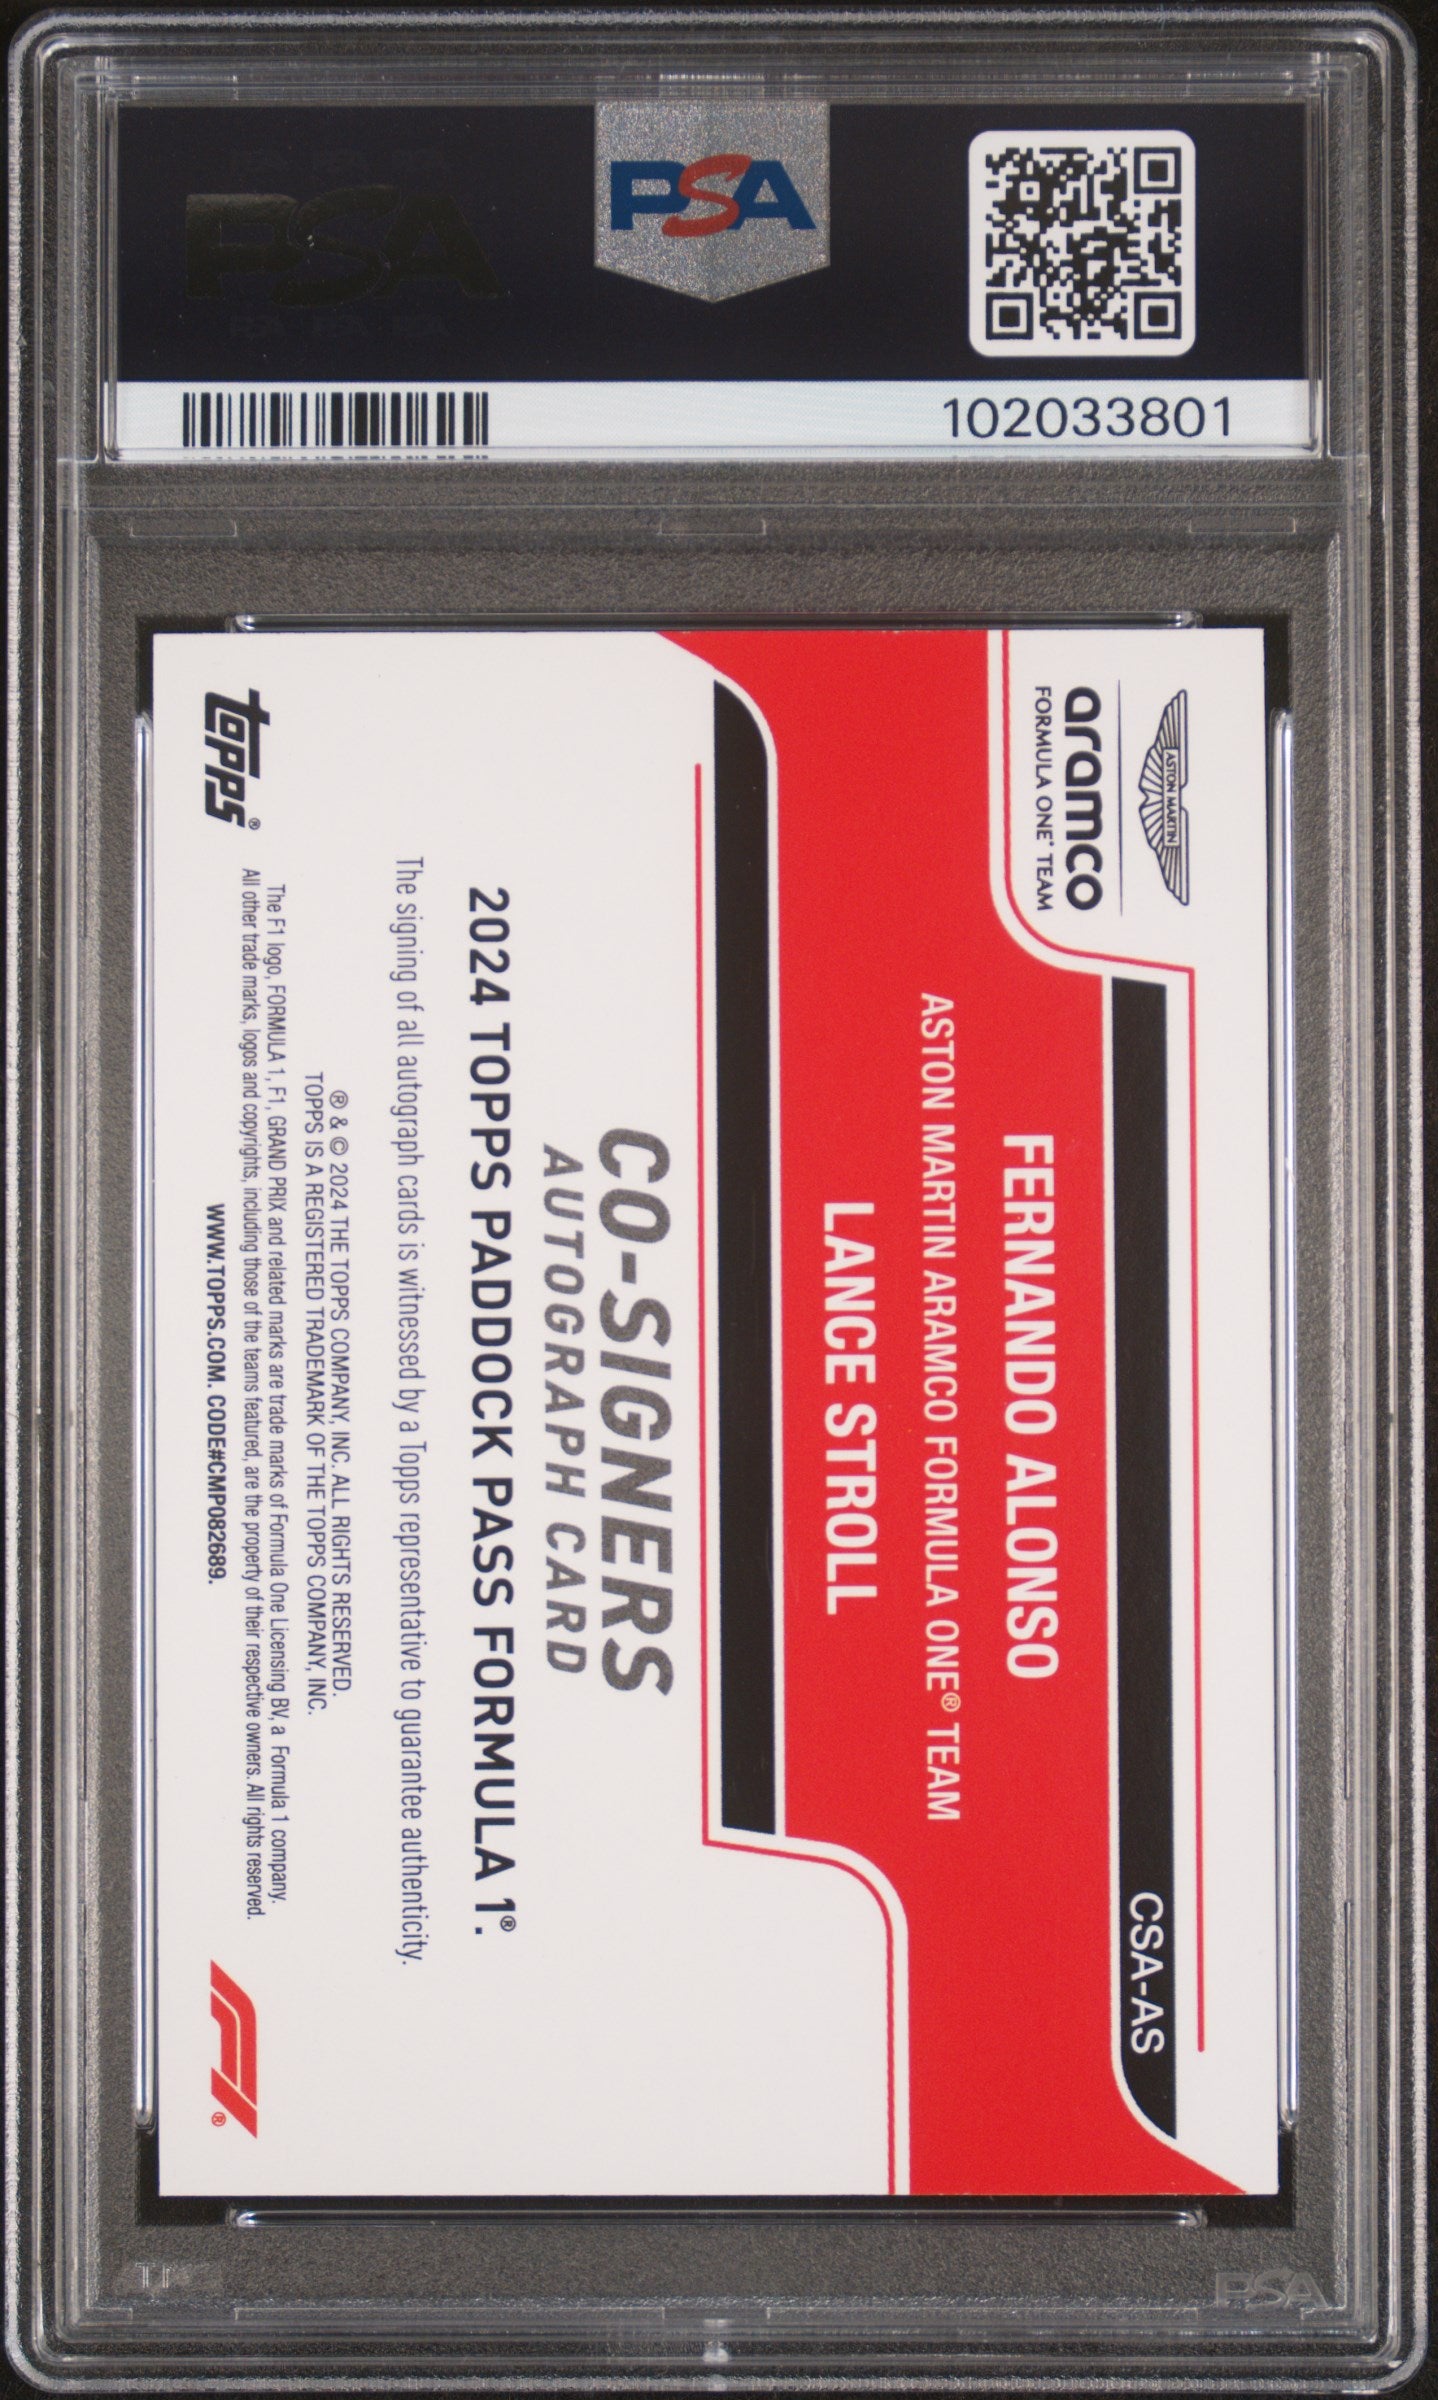 PSA
PSA
102033801
ASTON MARTIN
aramco
FORMULA ONE® TEAM
CSA-AS
FERNANDO ALONSO
ASTON MARTIN ARAMCO FORMULA ONE® TEAM
LANCE STROLL
CO-SIGNERS
AUTOGRAPH CARD
2024 TOPPS PADDOCK PASS FORMULA 1®.
The signing of all autograph cards is witnessed by a Topps representative to guarantee authenticity.
® & © 2024 THE TOPPS COMPANY, INC. ALL RIGHTS RESERVED.
TOPPS IS A REGISTERED TRADEMARK OF THE TOPPS COMPANY, INC.
The F1 logo, FORMULA 1, F1, GRAND PRIX and related marks are trade marks of Formula One Licensing BV, a Formula 1 company.
All other trade marks, logos and copyrights, including those of the teams featured, are the property of their respective owners. All rights reserved.
WWW.TOPPS.COM. CODE#CMP082689.
topps®
F1®
PSA